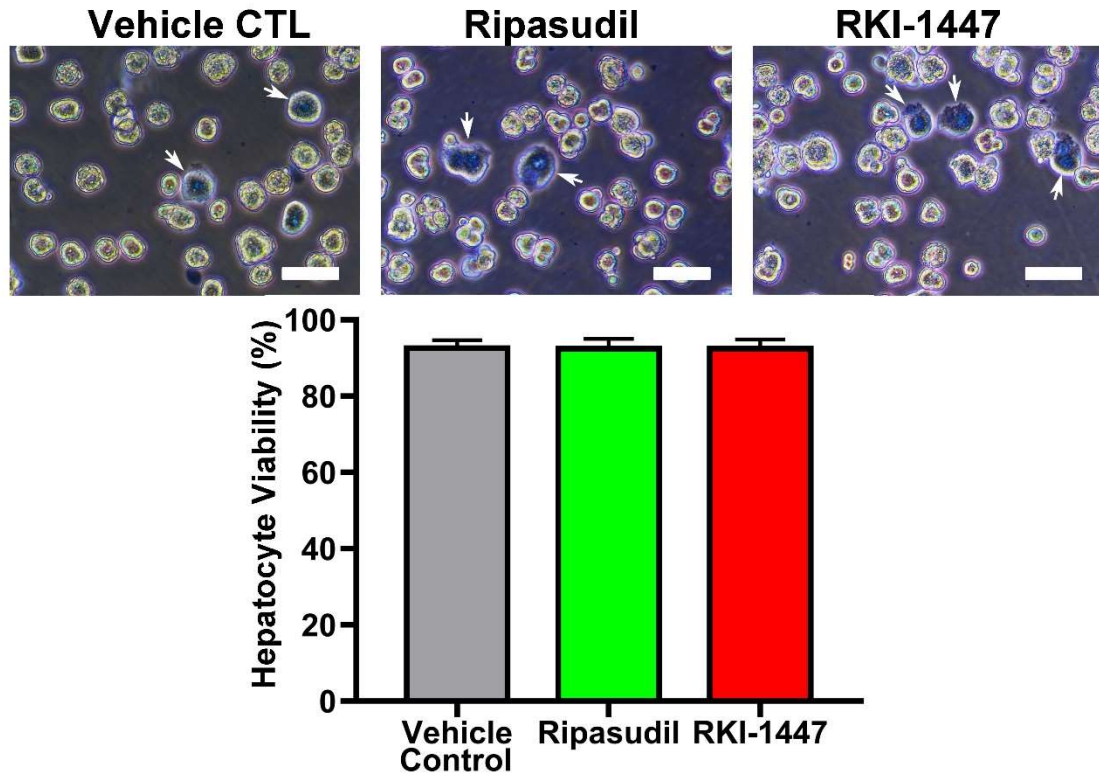 Vehicle CTL
Ripasudil
RKI-1447
Hepatocyte Viability (%)
100
80
60
40
20
0
Vehicle
Control
Ripasudil
RKI-1447